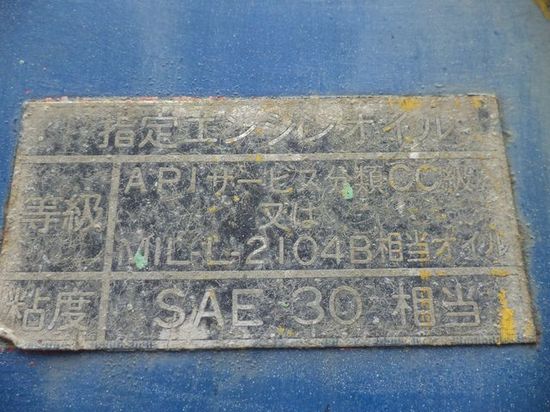 指定エンジンオイル
等級
APIサービス分類CC級
又は
MIL-L-2104B相当オイル
粘度
SAE 30 相当